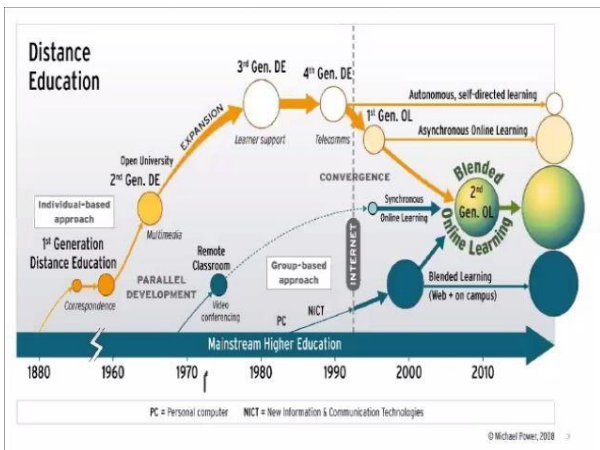 Distance
Education
3rd Gen. DE
4th Gen. DE
Autonomous, self-directed learning
1st Gen. OL
Asynchronous Online Learning
EXPANSION
Learner support
Telecomms
Open University
2nd Gen. DE
CONVERGENCE
Blended
Online Learning
2nd
Gen. OL
Individual-based
approach
Multimedia
Synchronous
Online Learning
1st Generation
Distance Education
Remote
Classroom
Group-based
approach
INTERNET
Correspondence
PARALLEL
DEVELOPMENT
Video
conferencing
NICT
PC
Blended Learning
(Web + on campus)
Mainstream Higher Education
1880
1960
1970
1980
1990
2000
2010
PC = Personal computer NICT = New Information & Communication Technologies
© Michael Power, 2008